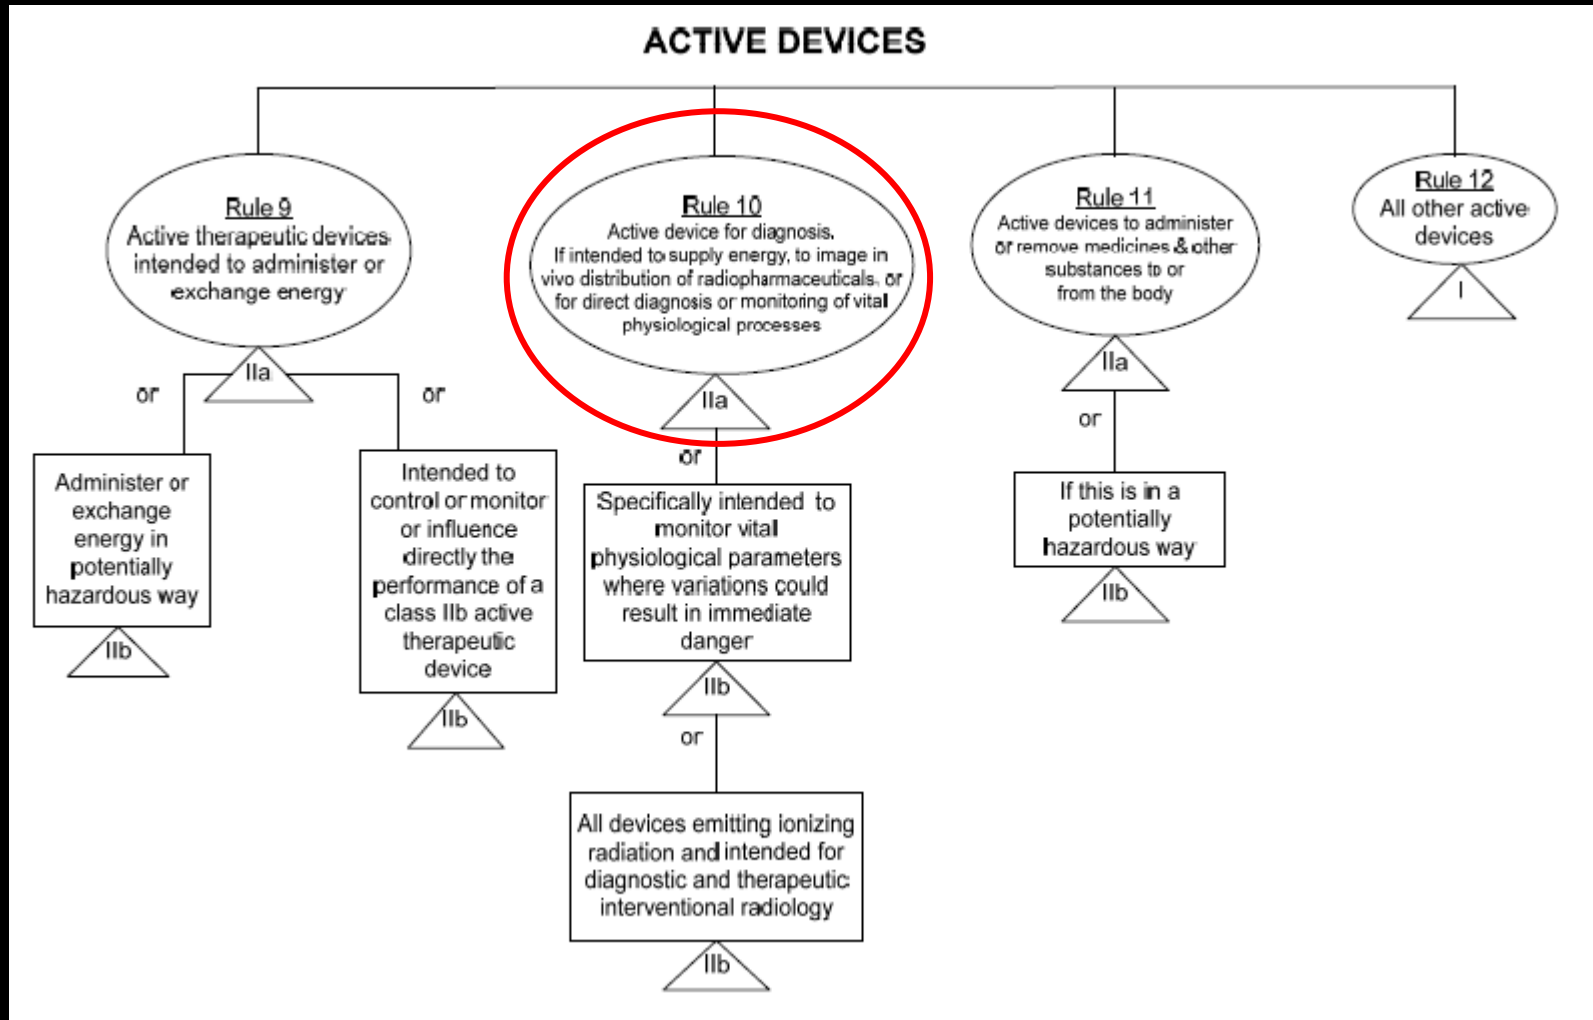 ACTIVE DEVICES
Rule 9
Active therapeutic devices
intended to administer or
exchange energy
IIa
or
or
Administer or
exchange
energy in
potentially
hazardous way
IIb
Intended to
control or monitor
or influence
directly the
performance of a
class IIb active
therapeutic
device
IIb
Rule 10
Active device for diagnosis.
If intended to supply energy, to image in
vivo distribution of radiopharmaceuticals, or
for direct diagnosis or monitoring of vital
physiological processes
IIa
or
Specifically intended to
monitor vital
physiological parameters
where variations could
result in immediate
danger
IIb
or
All devices emitting ionizing
radiation and intended for
diagnostic and therapeutic
interventional radiology
IIb
Rule 11
Active devices to administer
or remove medicines & other
substances to or
from the body
IIa
or
If this is in a
potentially
hazardous way
IIb
Rule 12
All other active
devices
I